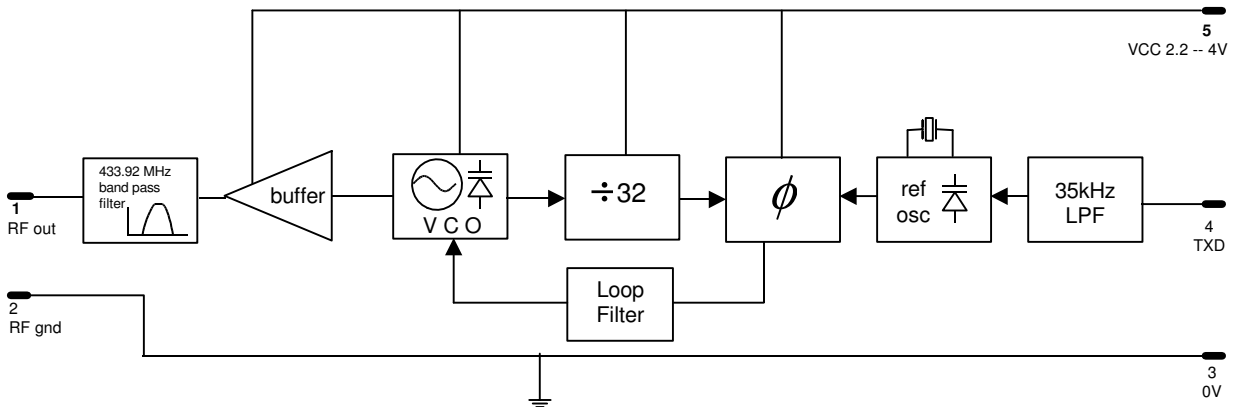 5
VCC 2.2 -- 4V
433.92 MHz
band pass
filter
buffer
V C O
÷32
ϕ
ref
osc
35kHz
LPF
1
RF out
4
TXD
Loop
Filter
2
RF gnd
3
0V